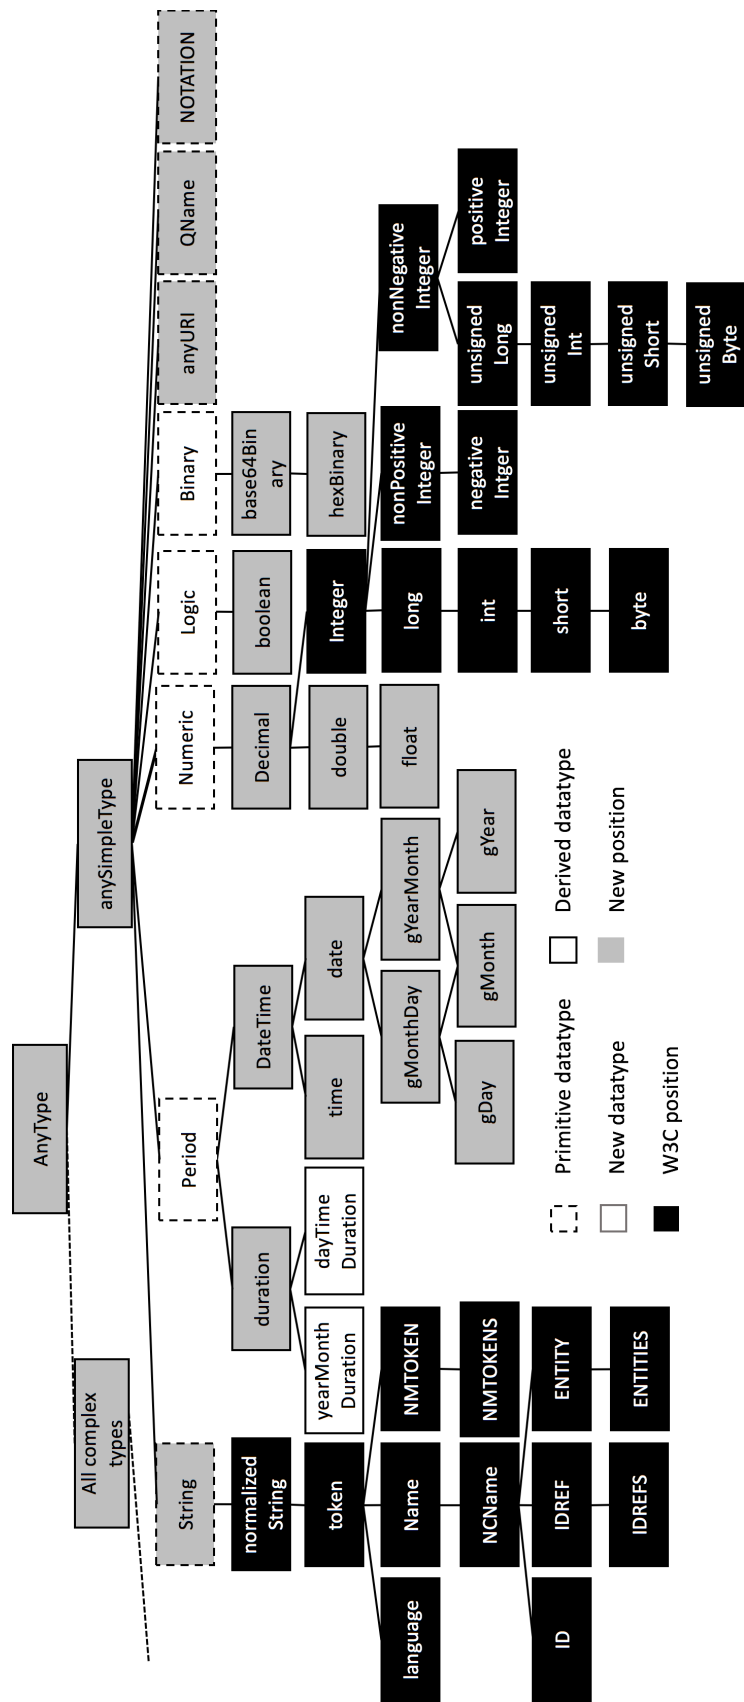 AnyType
All complex
types
anySimpleType
String
Period
Numeric
Logic
Binary
anyURI
QName
NOTATION
normalized
String
duration
DateTime
Decimal
boolean
base64Bin
ary
token
yearMonth
Duration
dayTime
Duration
time
date
double
Integer
hexBinary
language
Name
NMTOKEN
gMonthDay
gYearMonth
float
long
nonPositive
Integer
nonNegative
Integer
NCName
NMTOKENS
gDay
gMonth
gYear
int
negative
Intger
unsigned
Long
positive
Integer
ID
IDREF
ENTITY
short
unsigned
Int
IDREFS
ENTITIES
byte
unsigned
Short
unsigned
Byte
Primitive datatype
Derived datatype
New datatype
New position
W3C position